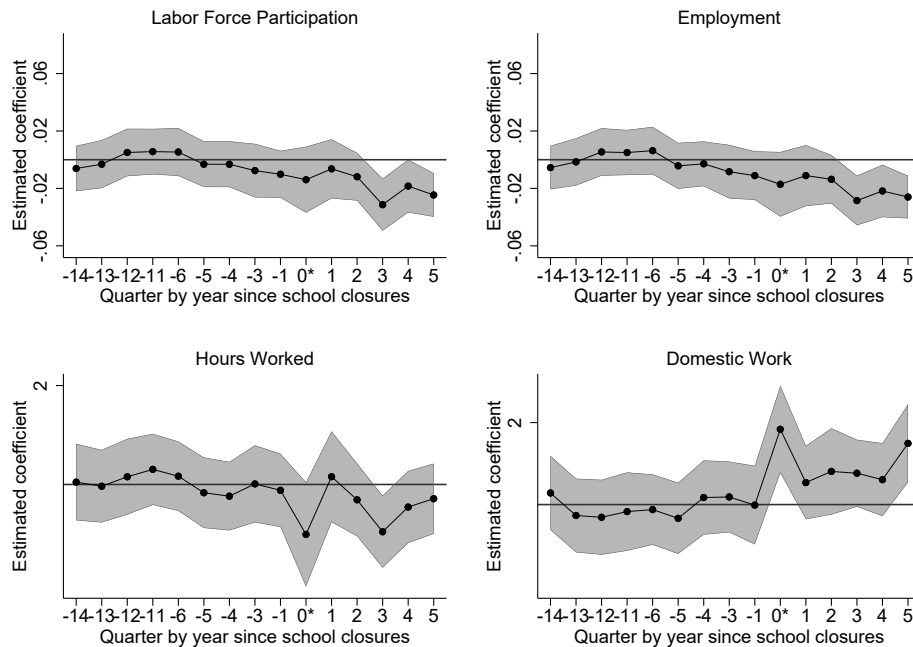 Labor Force Participation
Estimated coefficient
.06
.02
-.02
-.06
-14 -13 -12 -11 -6 -5 -4 -3 -1 0* 1 2 3 4 5
Quarter by year since school closures
Employment
Estimated coefficient
.06
.02
-.02
-.06
-14 -13 -12 -11 -6 -5 -4 -3 -1 0* 1 2 3 4 5
Quarter by year since school closures
Hours Worked
Estimated coefficient
2
-14 -13 -12 -11 -6 -5 -4 -3 -1 0* 1 2 3 4 5
Quarter by year since school closures
Domestic Work
Estimated coefficient
2
-14 -13 -12 -11 -6 -5 -4 -3 -1 0* 1 2 3 4 5
Quarter by year since school closures